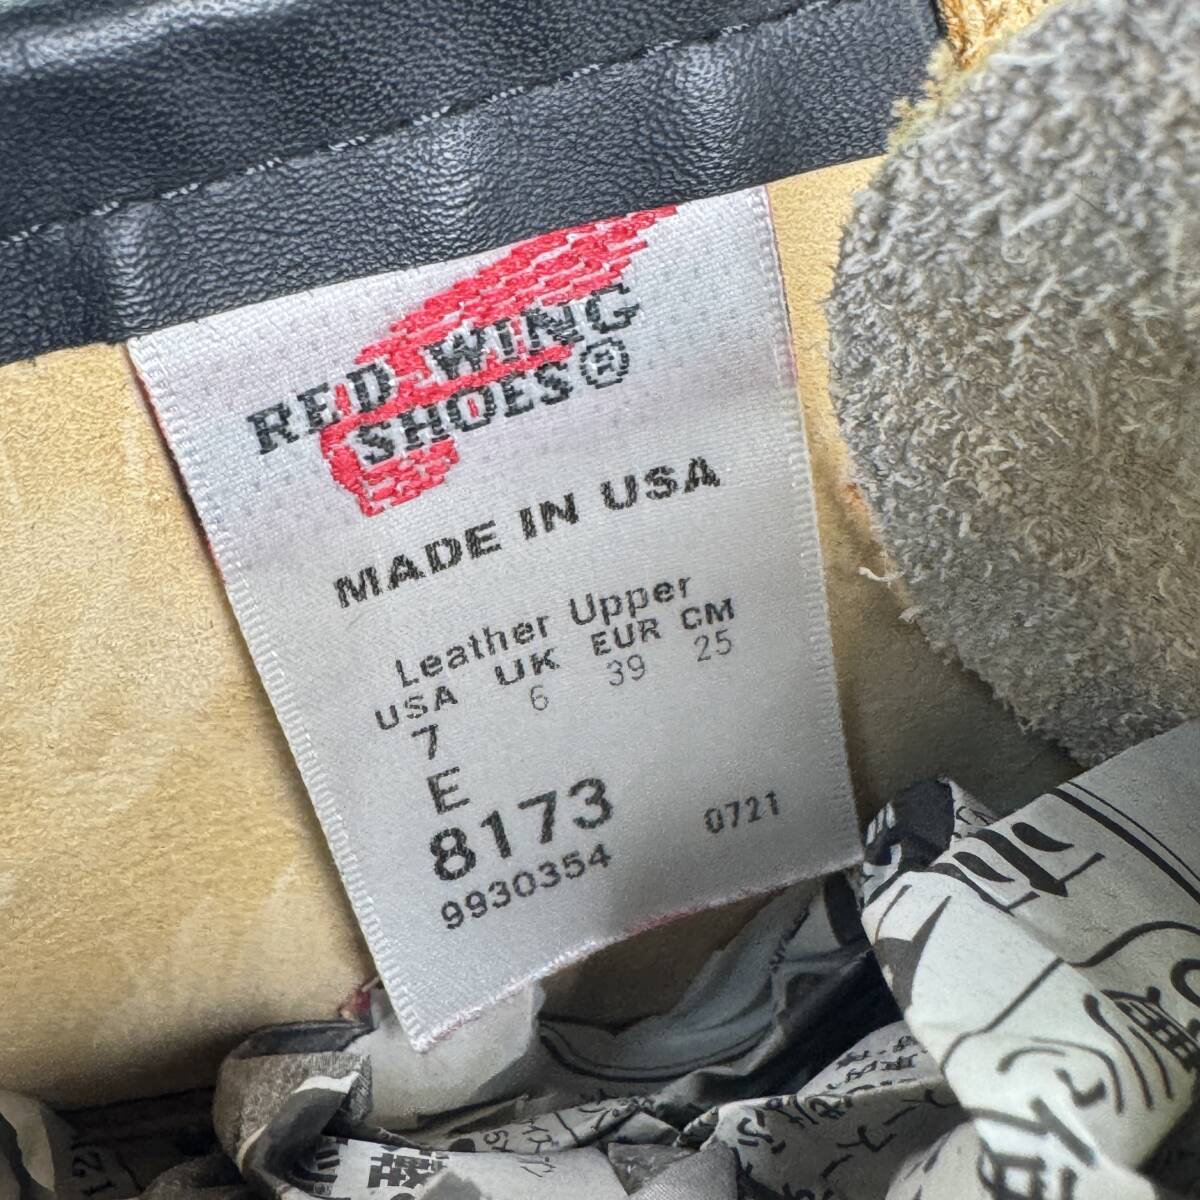 RED WING
SHOES®
MADE IN USA
Leather Upper
USA UK EUR CM
7 6 39 25
E
8173 0721
9930354